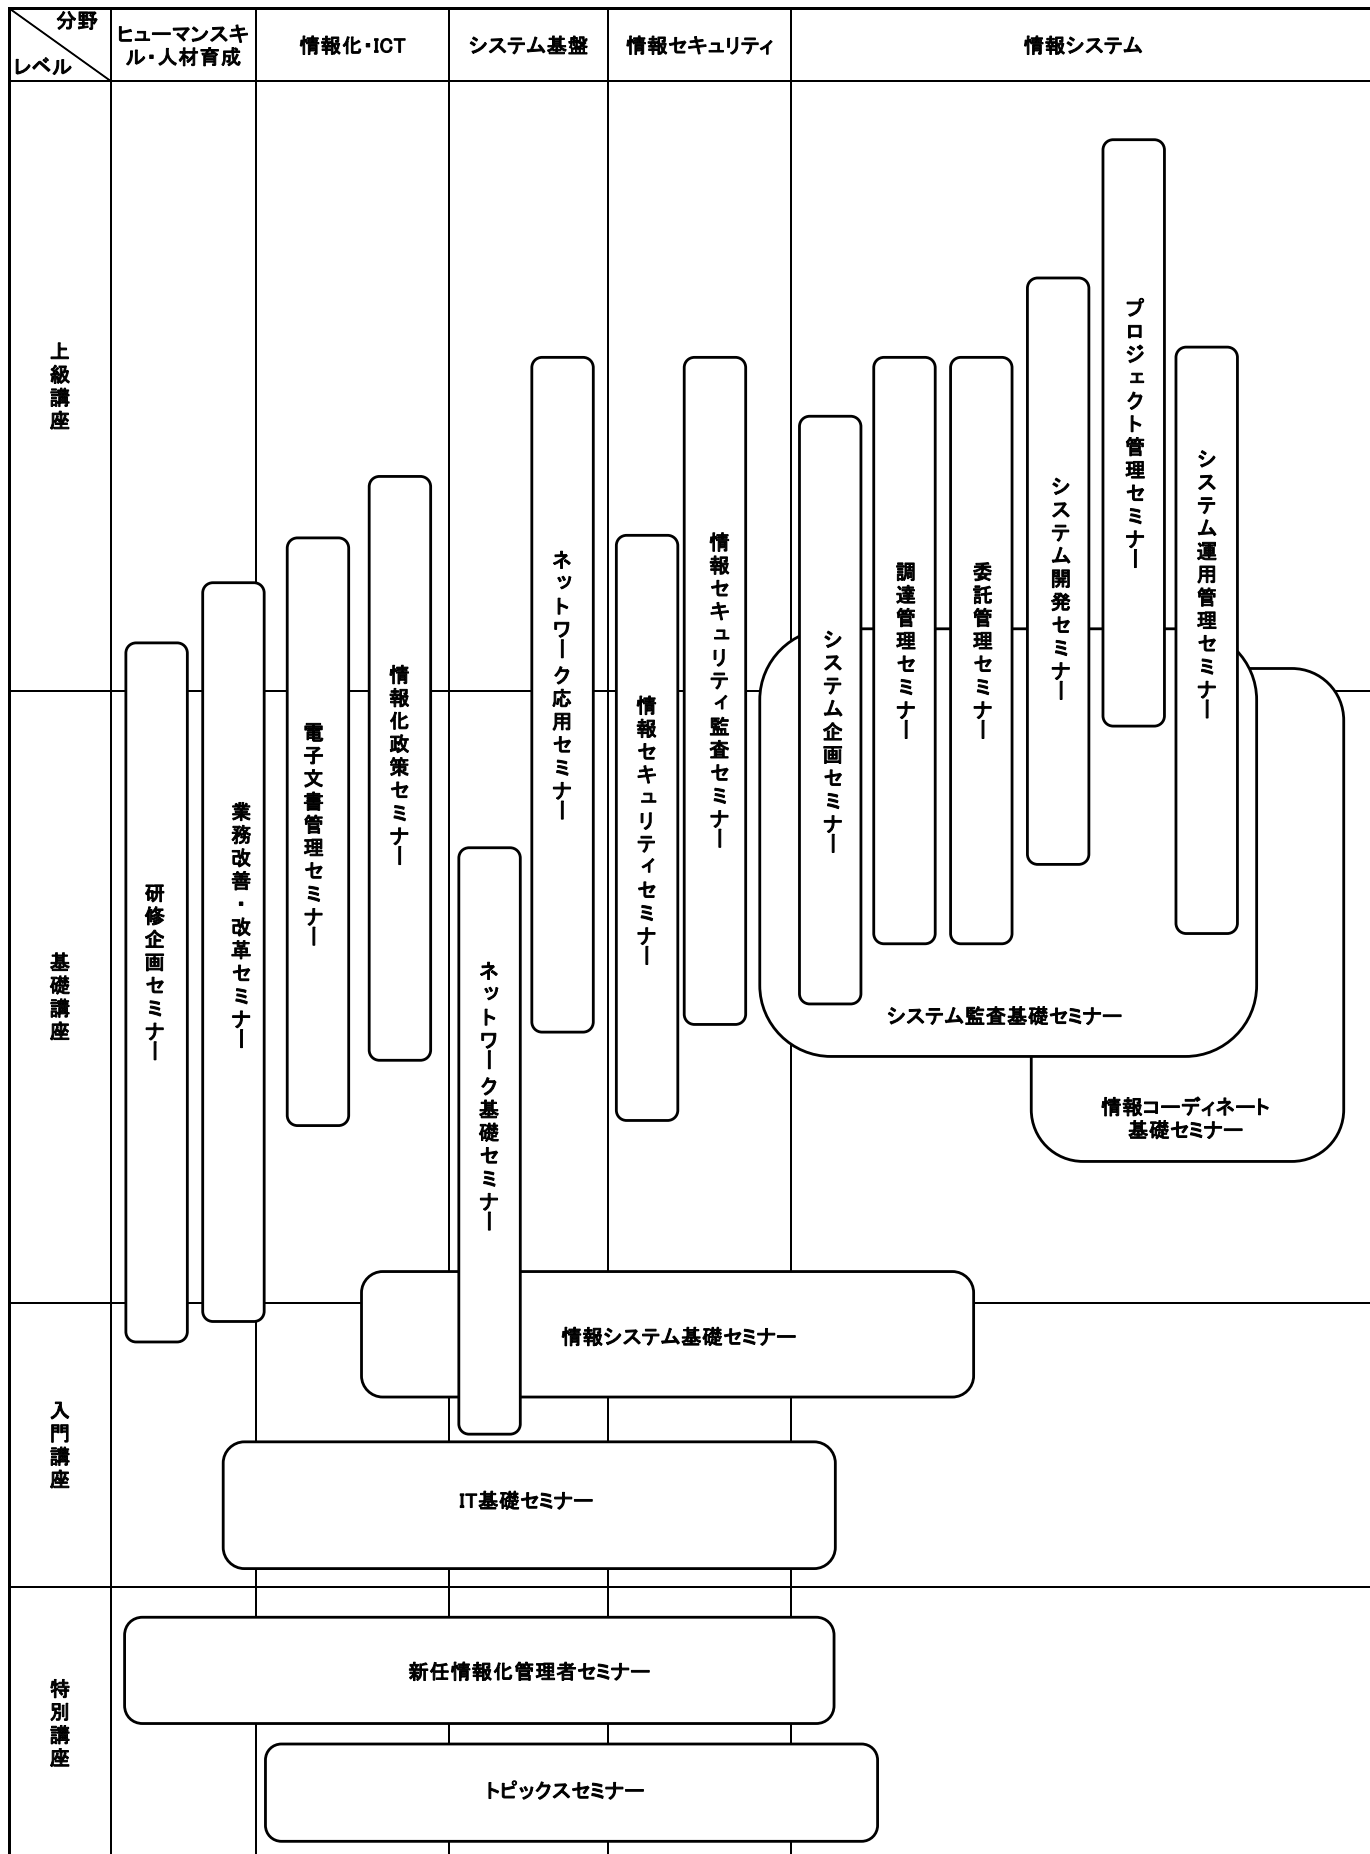 分野
レベル
ヒューマンスキ
ル・人材育成
情報化・ICT
システム基盤
情報セキュリティ
情報システム
上級講座
基礎講座
入門講座
特別講座
研修企画セミナー
業務改善・改革セミナー
電子文書管理セミナー
情報化政策セミナー
ネットワーク基礎セミナー
ネットワーク応用セミナー
情報セキュリティセミナー
情報セキュリティ監査セミナー
システム企画セミナー
調達管理セミナー
委託管理セミナー
システム開発セミナー
プロジェクト管理セミナー
システム運用管理セミナー
システム監査基礎セミナー
情報コーディネート
基礎セミナー
情報システム基礎セミナー
IT基礎セミナー
新任情報化管理者セミナー
トピックスセミナー